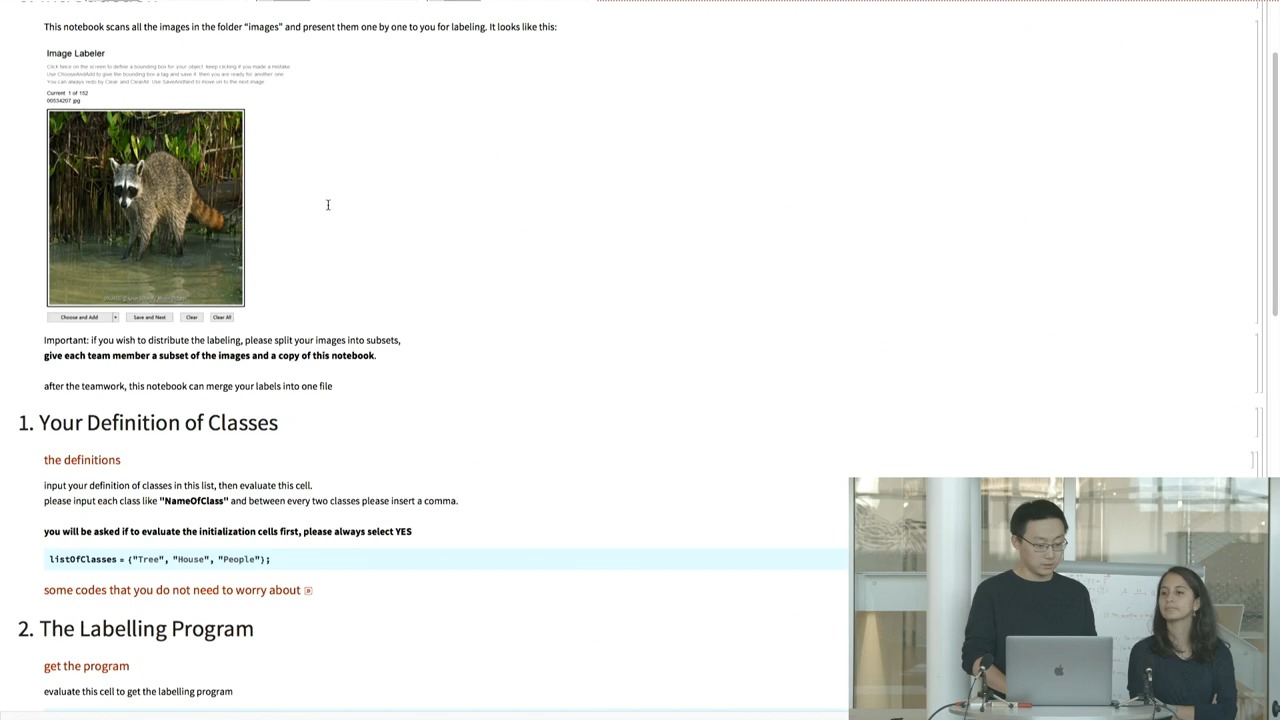 This notebook scans all the images in the folder “images” and present them one by one to you for labeling. It looks like this:
Image Labeler
Click twice on the screen to define a bounding box for your object. keep clicking if you made a mistake.
Use ChooseAndAdd to give the bounding box a tag and save it. then you are ready for another one
You can always redo by Clear and ClearAll. Use SaveAndNext to move on to the next image
Current 1 of 152
00534207.jpg
Choose and Add Save and Next Clear Clear All
Important: if you wish to distribute the labeling, please split your images into subsets,
give each team member a subset of the images and a copy of this notebook.
after the teamwork, this notebook can merge your labels into one file
1. Your Definition of Classes
the definitions
input your definition of classes in this list, then evaluate this cell.
please input each class like "NameOfClass" and between every two classes please insert a comma.
you will be asked if to evaluate the initialization cells first, please always select YES
listOfClasses = {"Tree", "House", "People"};
some codes that you do not need to worry about
2. The Labelling Program
get the program
evaluate this cell to get the labelling program